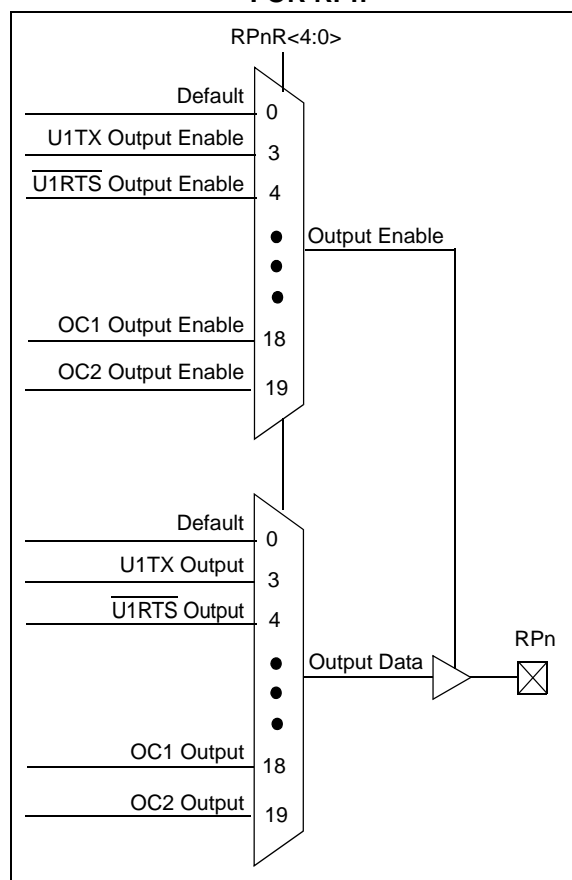 RPnR<4:0>
Default
0
U1TX Output Enable
3
U1RTS Output Enable
4
Output Enable
OC1 Output Enable
18
OC2 Output Enable
19
Default
0
U1TX Output
3
U1RTS Output
4
RPn
Output Data
OC1 Output
18
OC2 Output
19